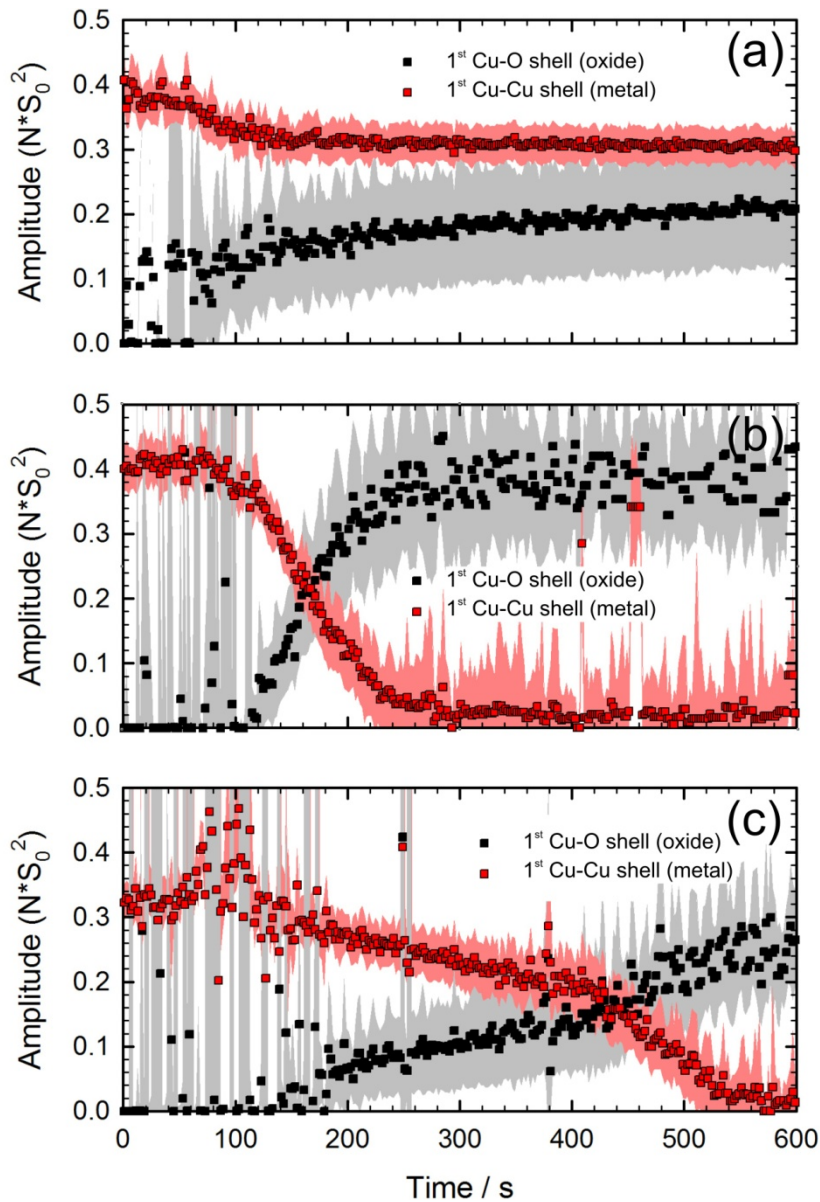 (a)
1st Cu-O shell (oxide)
1st Cu-Cu shell (metal)
Amplitude (N*S₀²)
0.5
0.4
0.3
0.2
0.1
0.0
(b)
1st Cu-O shell (oxide)
1st Cu-Cu shell (metal)
Amplitude (N*S₀²)
0.5
0.4
0.3
0.2
0.1
0.0
(c)
1st Cu-O shell (oxide)
1st Cu-Cu shell (metal)
Amplitude (N*S₀²)
0.5
0.4
0.3
0.2
0.1
0.0
0 100 200 300 400 500 600
Time / s